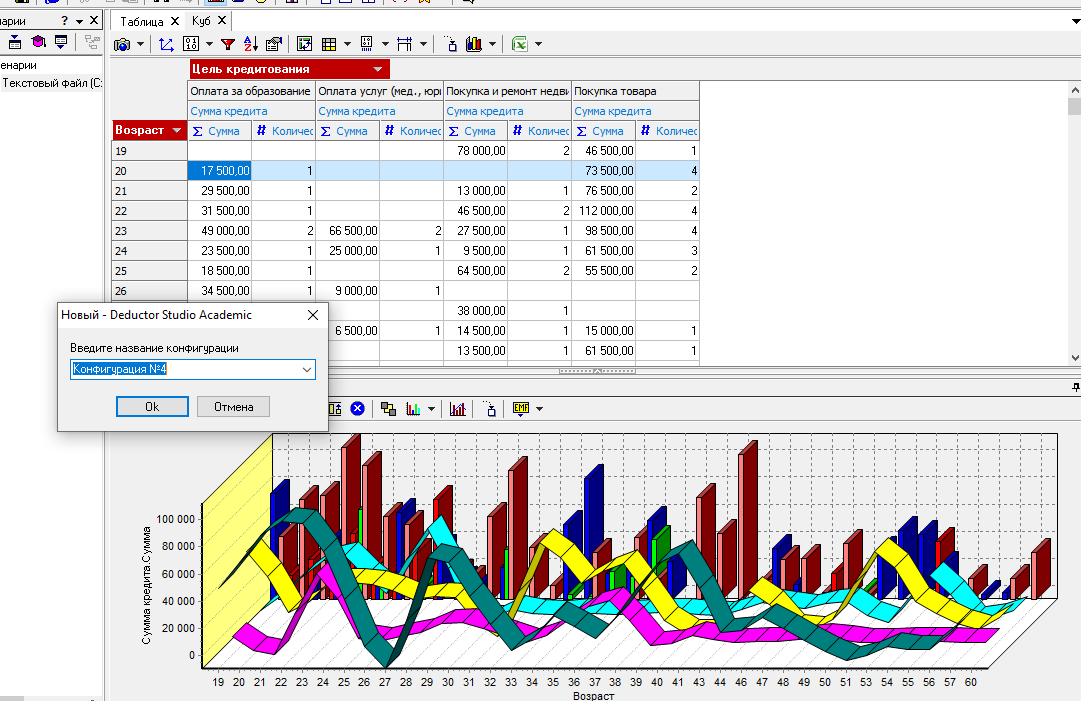 арии ? X
Таблица X Куб X
енарии
Текстовый файл (C:
Цель кредитования
Оплата за образование Оплата услуг (мед., юри Покупка и ремонт недви Покупка товара
Сумма кредита Сумма кредита Сумма кредита Сумма кредита
Возраст Σ Сумма # Количес Σ Сумма # Количес Σ Сумма # Количес Σ Сумма # Количес
19 78 000,00 2 46 500,00 1
20 17 500,00 1 73 500,00 4
21 29 500,00 1 13 000,00 1 76 500,00 2
22 31 500,00 1 46 500,00 2 112 000,00 4
23 49 000,00 2 66 500,00 2 27 500,00 1 98 500,00 4
24 23 500,00 1 25 000,00 1 9 500,00 1 61 500,00 3
25 18 500,00 1 64 500,00 2 55 500,00 2
26 34 500,00 1 9 000,00 1
38 000,00 1
6 500,00 1 14 500,00 1 15 000,00 1
13 500,00 1 61 500,00 1
Новый - Deductor Studio Academic
Введите название конфигурации
Конфигурация №4
Ok Отмена
EMF
Сумма кредита.Сумма
100 000
80 000
60 000
40 000
20 000
0
19 20 21 22 23 24 25 26 27 28 29 30 31 32 33 34 35 36 37 38 39 40 41 43 44 46 47 48 49 50 51 53 54 55 56 57 60
Возраст